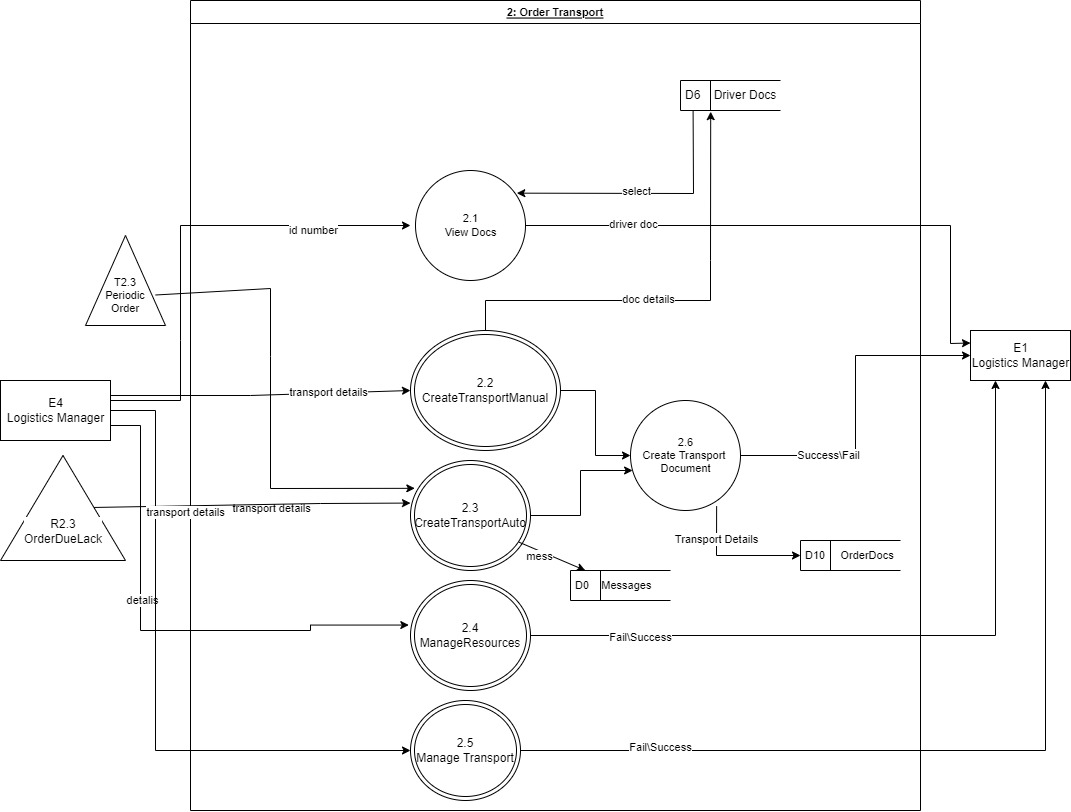 2: Order Transport
D6 Driver Docs
select
2.1
View Docs
driver doc
id number
T2.3
Periodic
Order
doc details
E1
Logistics Manager
2.2
CreateTransportManual
transport details
E4
Logistics Manager
2.6
Create Transport
Document
Success\Fail
2.3
CreateTransportAuto
transport details
transport details
R2.3
OrderDueLack
Transport Details
mess
D10 OrderDocs
D0 Messages
detalis
2.4
ManageResources
Fail\Success
2.5
Manage Transport
Fail\Success